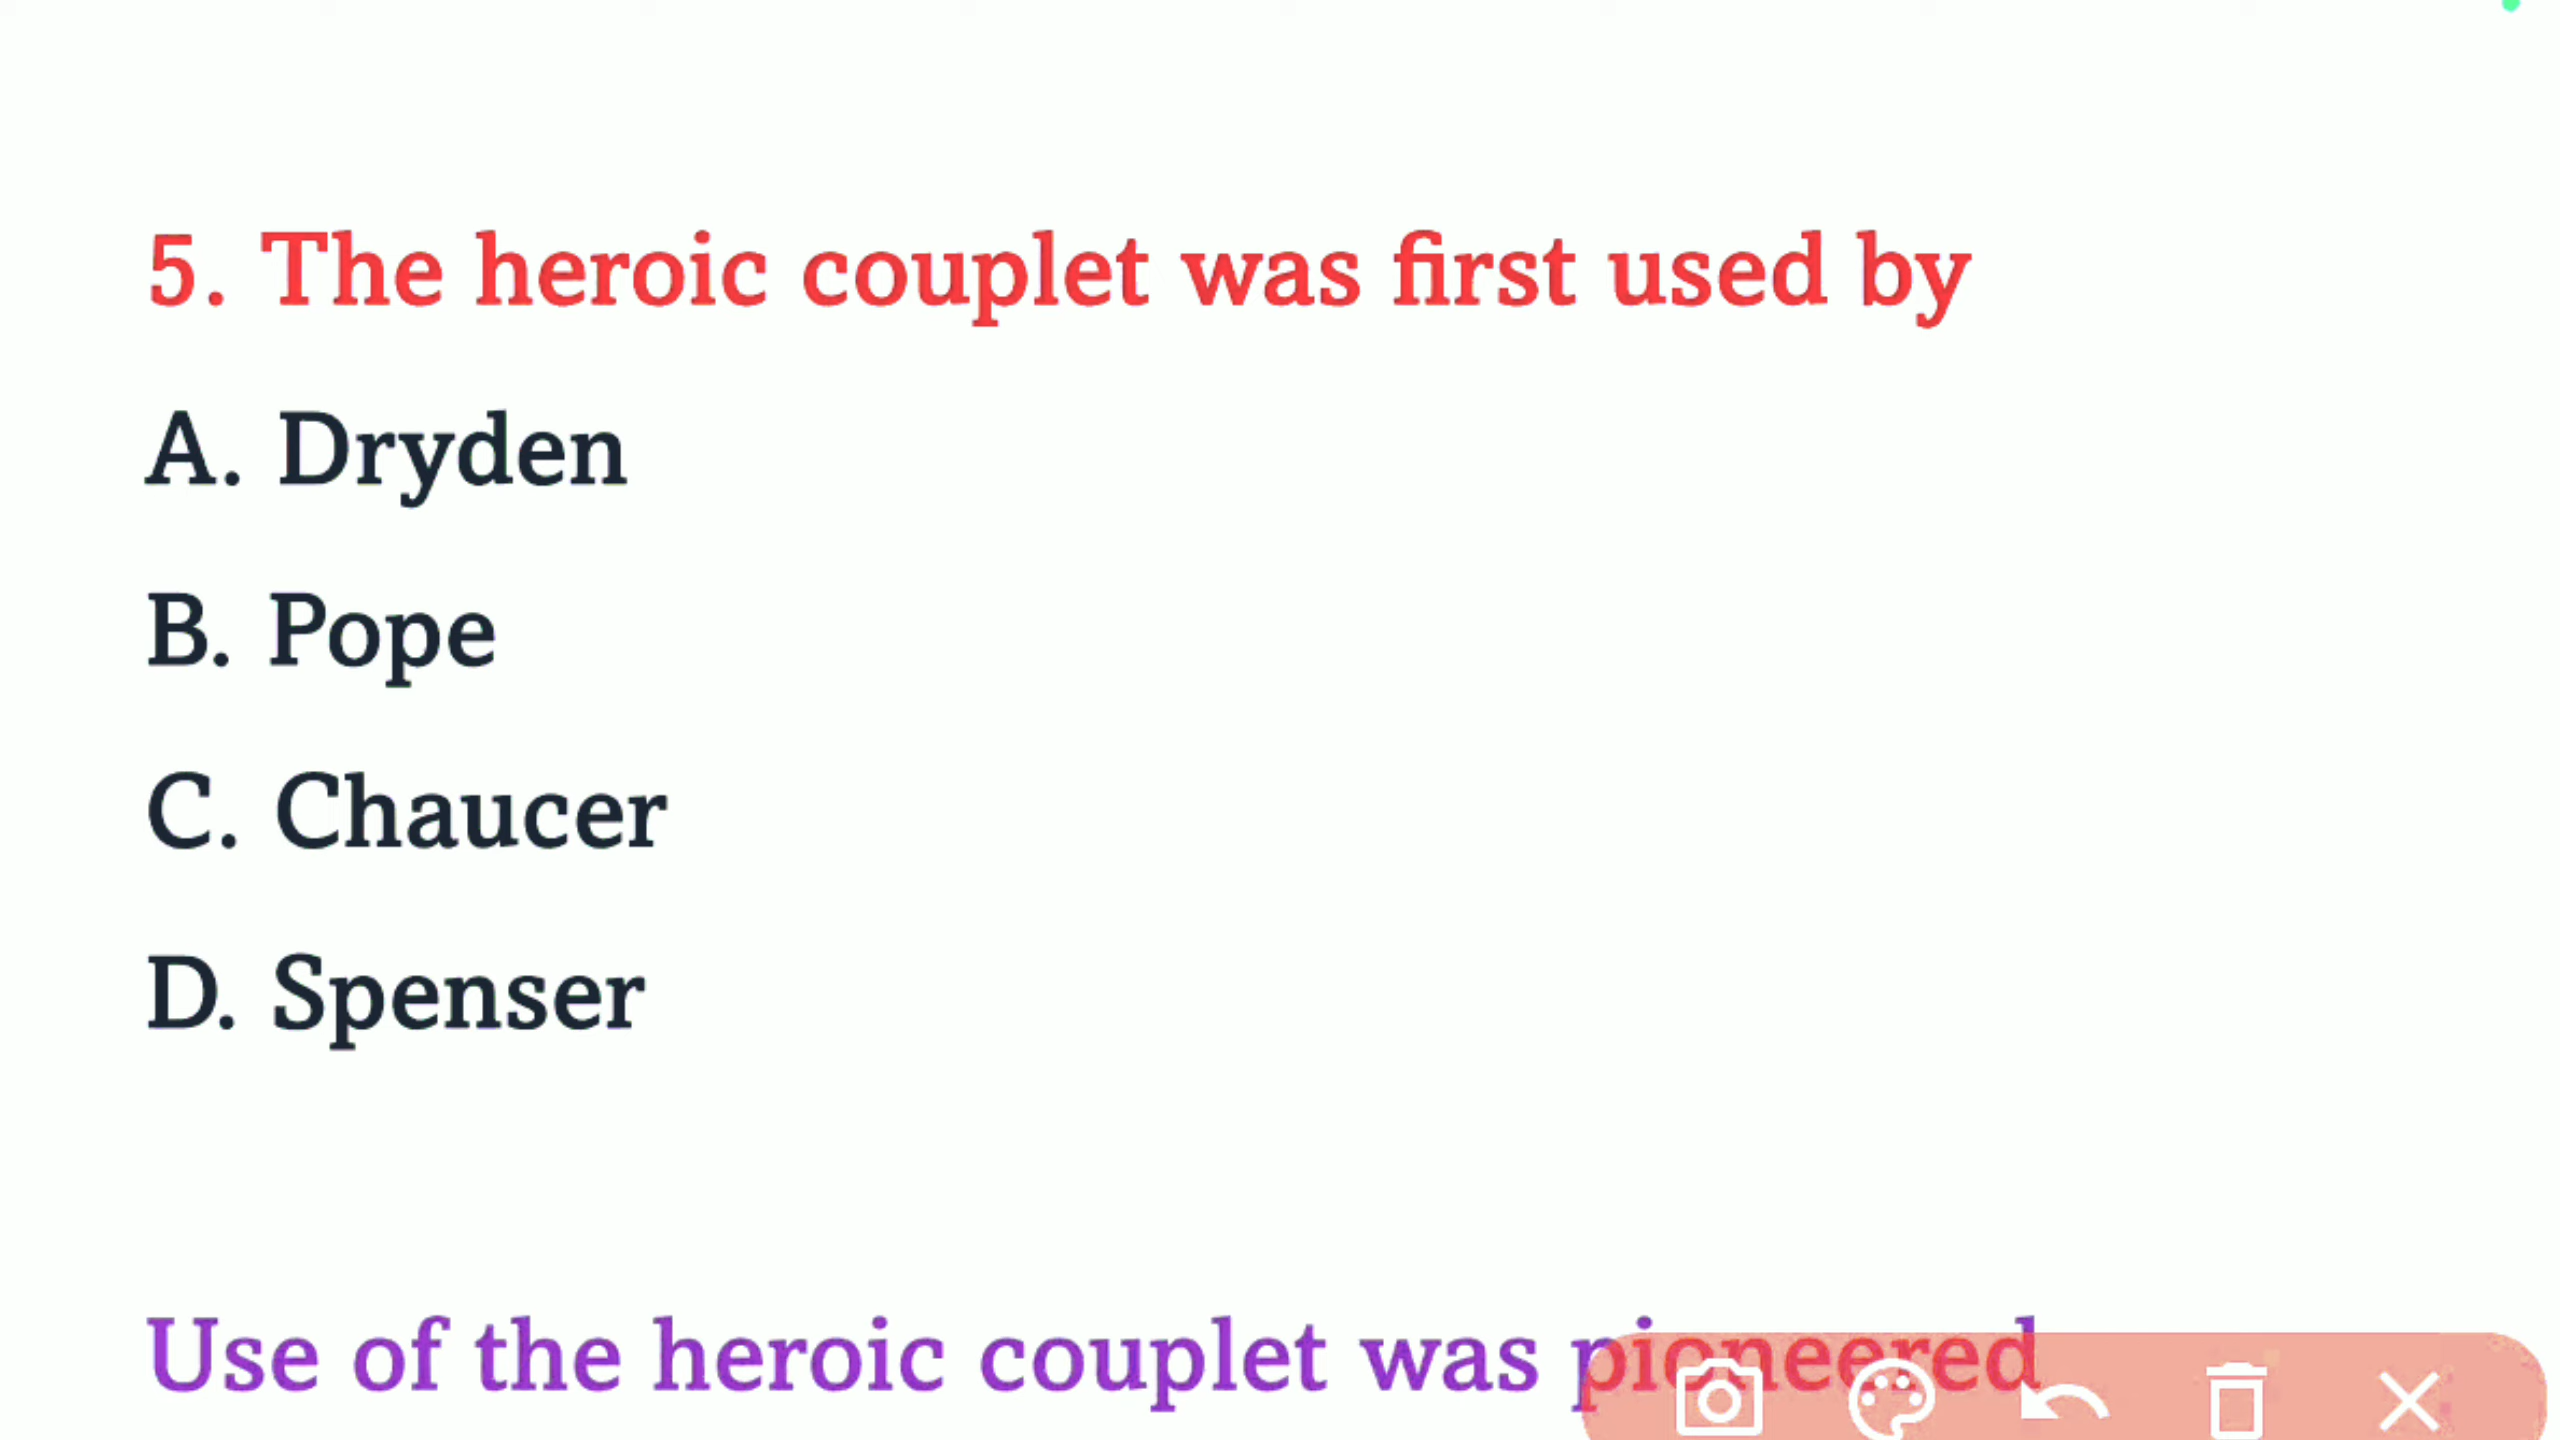 5. The heroic couplet was first used by
A. Dryden
B. Pope
C. Chaucer
D. Spenser
Use of the heroic couplet was pioneered